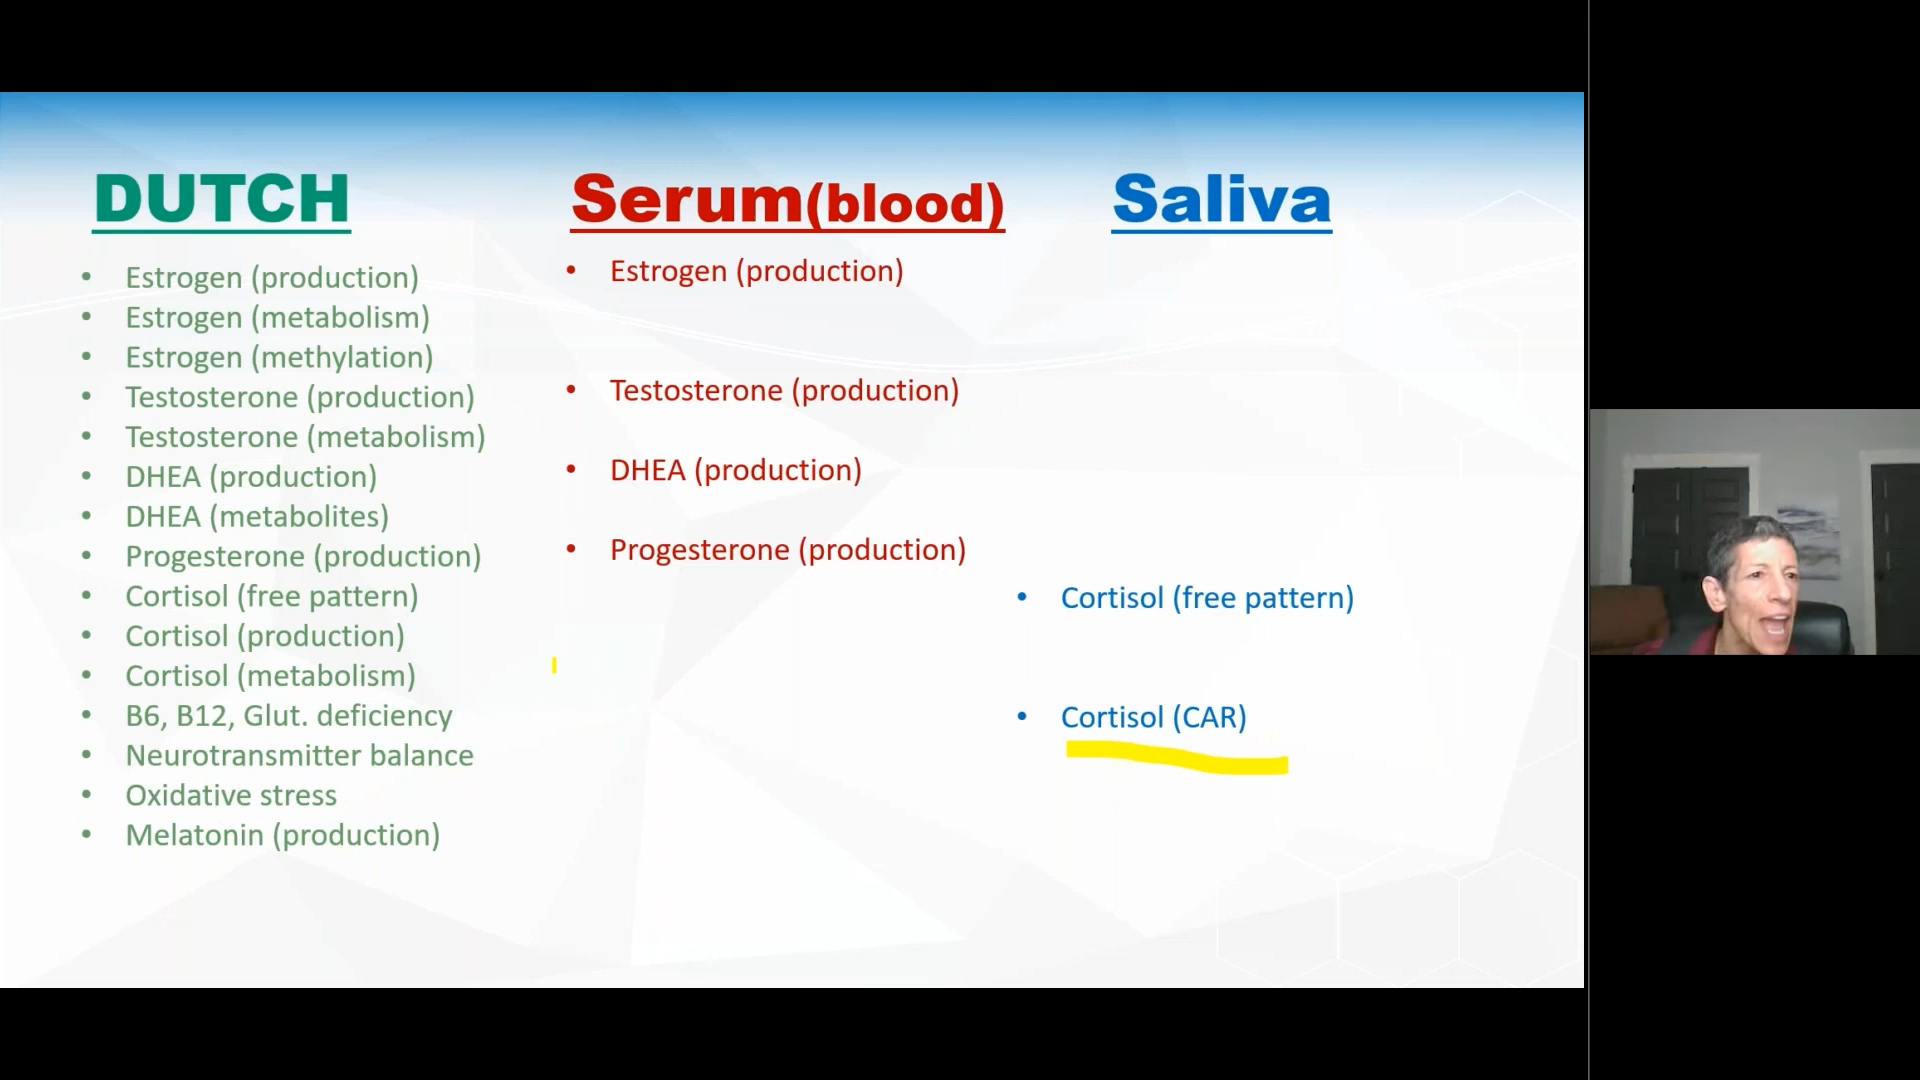 DUTCH
• Estrogen (production)
• Estrogen (metabolism)
• Estrogen (methylation)
• Testosterone (production)
• Testosterone (metabolism)
• DHEA (production)
• DHEA (metabolites)
• Progesterone (production)
• Cortisol (free pattern)
• Cortisol (production)
• Cortisol (metabolism)
• B6, B12, Glut. deficiency
• Neurotransmitter balance
• Oxidative stress
• Melatonin (production)
Serum(blood)
• Estrogen (production)
• Testosterone (production)
• DHEA (production)
• Progesterone (production)
Saliva
• Cortisol (free pattern)
• Cortisol (CAR)